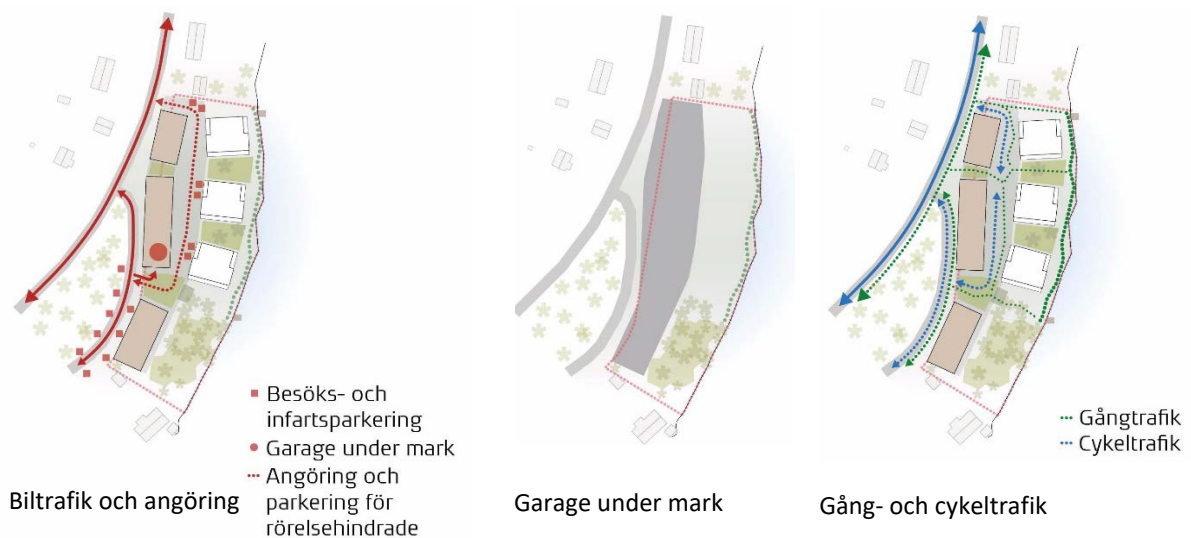 Besöks- och
infartsparkering
Garage under mark
Angöring och
parkering för
rörelsehindrade
Biltrafik och angöring
Garage under mark
Gångtrafik
Cykeltrafik
Gång- och cykeltrafik